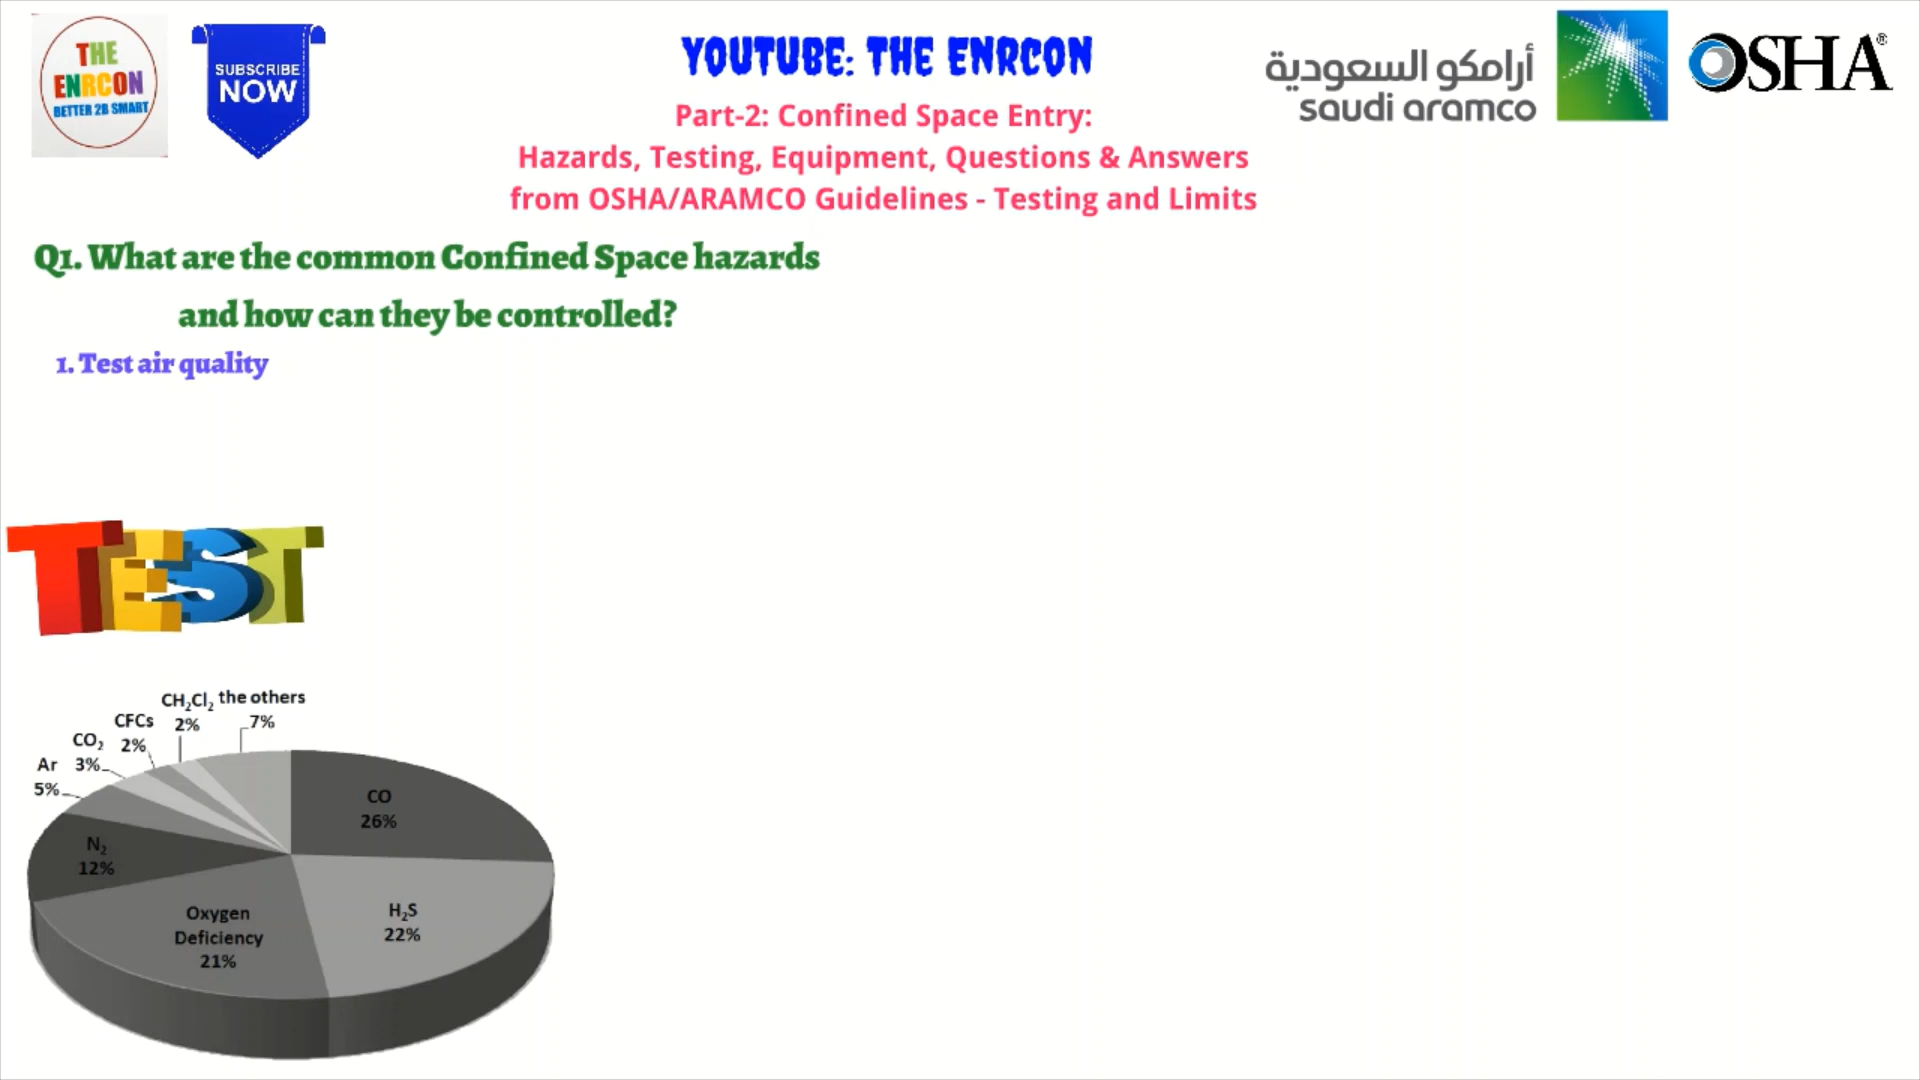 THE
ENRCON
BETTER 2B SMART
SUBSCRIBE
NOW
YOUTUBE: THE ENRCON
Part-2: Confined Space Entry:
Hazards, Testing, Equipment, Questions & Answers
from OSHA/ARAMCO Guidelines - Testing and Limits
أرامكو السعودية
saudi aramco
OSHA®
Q1. What are the common Confined Space hazards
and how can they be controlled?
1. Test air quality
TEST
CH₂Cl₂
2%
the others
7%
CFCs
2%
CO₂
3%
Ar
5%
CO
26%
N₂
12%
H₂S
22%
Oxygen
Deficiency
21%